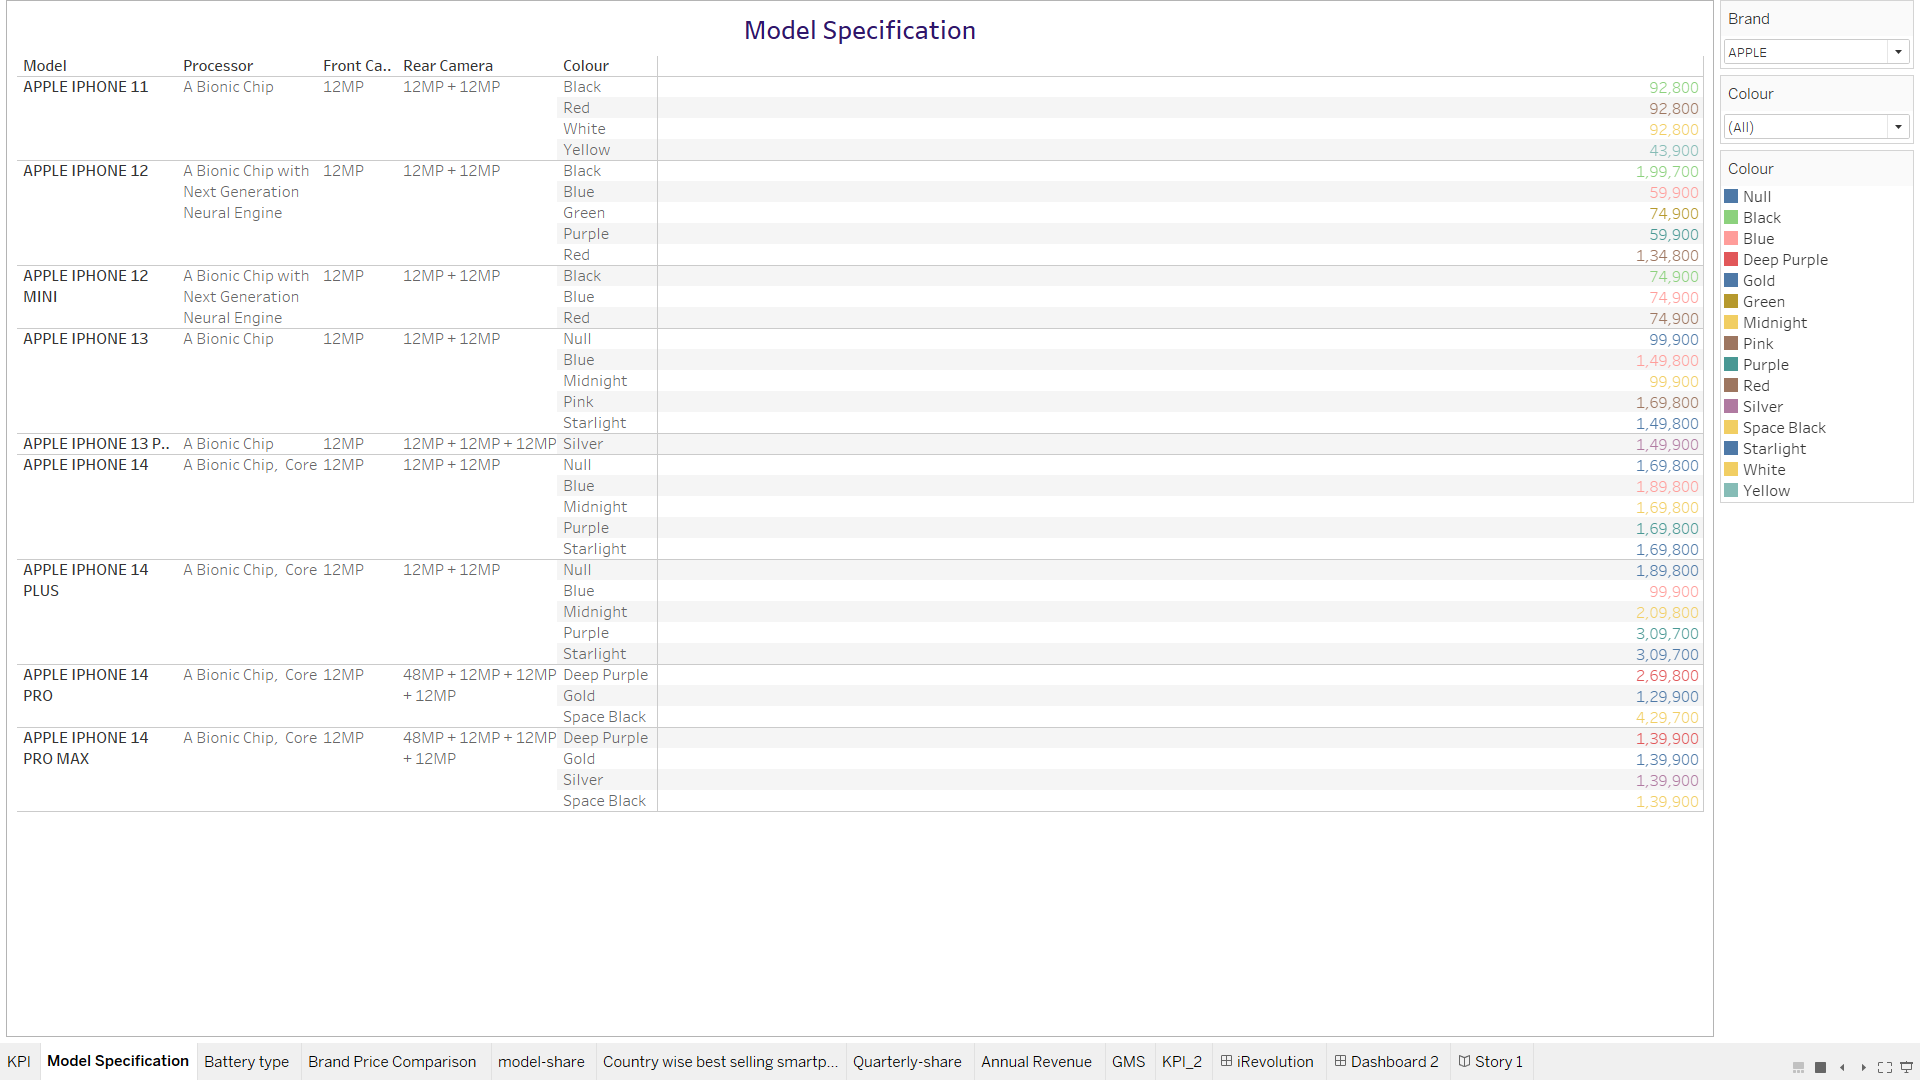 Model Specification
Model Processor Front Ca.. Rear Camera Colour
APPLE IPHONE 11 A Bionic Chip 12MP 12MP + 12MP Black 92,800
Red 92,800
White 92,800
Yellow 43,900
APPLE IPHONE 12 A Bionic Chip with 12MP 12MP + 12MP Black 1,99,700
Next Generation Blue 59,900
Neural Engine Green 74,900
Purple 59,900
Red 1,34,800
APPLE IPHONE 12 A Bionic Chip with 12MP 12MP + 12MP Black 74,900
MINI Next Generation Blue 74,900
Neural Engine Red 74,900
APPLE IPHONE 13 A Bionic Chip 12MP 12MP + 12MP Null 99,900
Blue 1,49,800
Midnight 99,900
Pink 1,69,800
Starlight 1,49,800
APPLE IPHONE 13 P.. A Bionic Chip 12MP 12MP + 12MP + 12MP Silver 1,49,900
APPLE IPHONE 14 A Bionic Chip, Core 12MP 12MP + 12MP Null 1,69,800
Blue 1,89,800
Midnight 1,69,800
Purple 1,69,800
Starlight 1,69,800
APPLE IPHONE 14 A Bionic Chip, Core 12MP 12MP + 12MP Null 1,89,800
PLUS Blue 99,900
Midnight 2,09,800
Purple 3,09,700
Starlight 3,09,700
APPLE IPHONE 14 A Bionic Chip, Core 12MP 48MP + 12MP + 12MP Deep Purple 2,69,800
PRO + 12MP Gold 1,29,900
Space Black 4,29,700
APPLE IPHONE 14 A Bionic Chip, Core 12MP 48MP + 12MP + 12MP Deep Purple 1,39,900
PRO MAX + 12MP Gold 1,39,900
Silver 1,39,900
Space Black 1,39,900
Brand
APPLE
Colour
(All)
Colour
Null
Black
Blue
Deep Purple
Gold
Green
Midnight
Pink
Purple
Red
Silver
Space Black
Starlight
White
Yellow
KPI Model Specification Battery type Brand Price Comparison model-share Country wise best selling smartp... Quarterly-share Annual Revenue GMS KPI_2 iRevolution Dashboard 2 Story 1